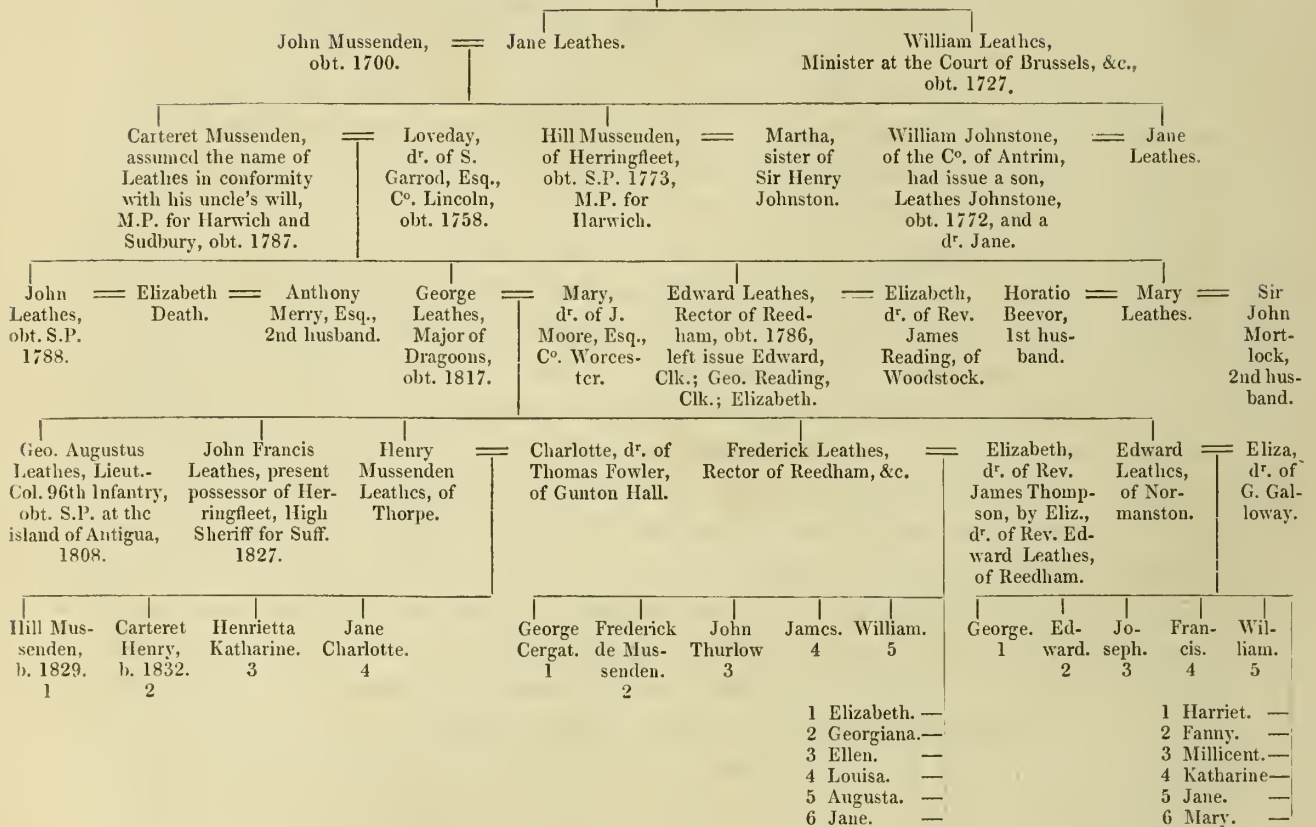 John Mussenden,
obt. 1700.
Jane Leathes.
William Leathes,
Minister at the Court of Brussels, &c.,
obt. 1727.
Carteret Mussenden,
assumed the name of
Leathes in conformity
with his uncle's will,
M.P. for Harwich and
Sudbury, obt. 1787.
Loveday,
dr. of S.
Garrod, Esq.,
Co. Lincoln,
obt. 1758.
Hill Mussenden,
of Herringfleet,
obt. S.P. 1773,
M.P. for
Harwich.
Martha,
sister of
Sir Henry
Johnston.
William Johnstone,
of the Co. of Antrim,
had issue a son,
Leathes Johnstone,
obt. 1772, and a
dr. Jane.
Jane
Leathes.
John
Leathes,
obt. S.P.
1788.
Elizabeth
Death.
Anthony
Merry, Esq.,
2nd husband.
George
Leathes,
Major of
Dragoons,
obt. 1817.
Mary,
dr. of J.
Moore, Esq.,
Co. Worces-
ter.
Edward Leathes,
Rector of Reed-
ham, obt. 1786,
left issue Edward,
Clk.; Geo. Reading,
Clk.; Elizabeth.
Elizabeth,
dr. of Rev.
James
Reading, of
Woodstock.
Horatio
Beevor,
1st hus-
band.
Mary
Leathes.
Sir
John
Mort-
lock,
2nd hus-
band.
Geo. Augustus
Leathes, Lieut.-
Col. 96th Infantry,
obt. S.P. at the
island of Antigua,
1808.
John Francis
Leathes, present
possessor of Her-
ringfleet, High
Sheriff for Suff.
1827.
Henry
Mussenden
Leathes, of
Thorpe.
Charlotte, dr. of
Thomas Fowler,
of Gunton Hall.
Frederick Leathes,
Rector of Reedham, &c.
Elizabeth,
dr. of Rev.
James Thomp-
son, by Eliz.,
dr. of Rev. Ed-
ward Leathes,
of Reedham.
Edward
Leathes,
of Nor-
manston.
Eliza,
dr. of
G. Gal-
loway.
Hill Mus-
senden,
b. 1829.
1
Carteret
Henry,
b. 1832.
2
Henrietta
Katharine.
3
Jane
Charlotte.
4
George
Cergat.
1
Frederick
de Mus-
senden.
2
John
Thurlow
3
James.
4
William.
5
George.
1
Ed-
ward.
2
Jo-
seph.
3
Fran-
cis.
4
Wil-
liam.
5
1 Elizabeth.
2 Georgiana.
3 Ellen.
4 Louisa.
5 Augusta.
6 Jane.
1 Harriet.
2 Fanny.
3 Millicent.
4 Katharine
5 Jane.
6 Mary.